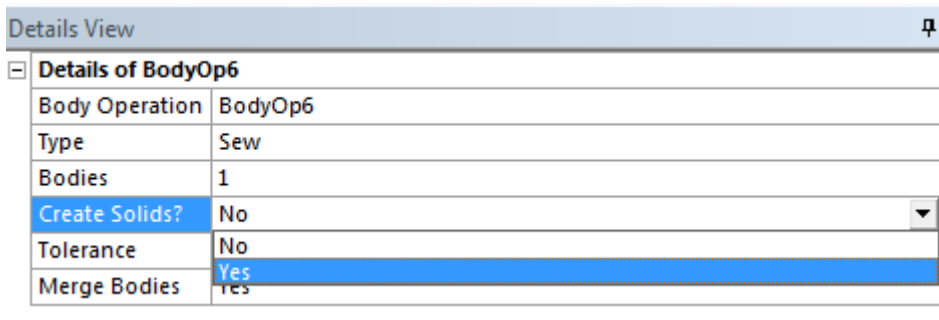 Details View
Details of BodyOp6
Body Operation BodyOp6
Type Sew
Bodies 1
Create Solids? No
Tolerance No
Yes
Merge Bodies Yes